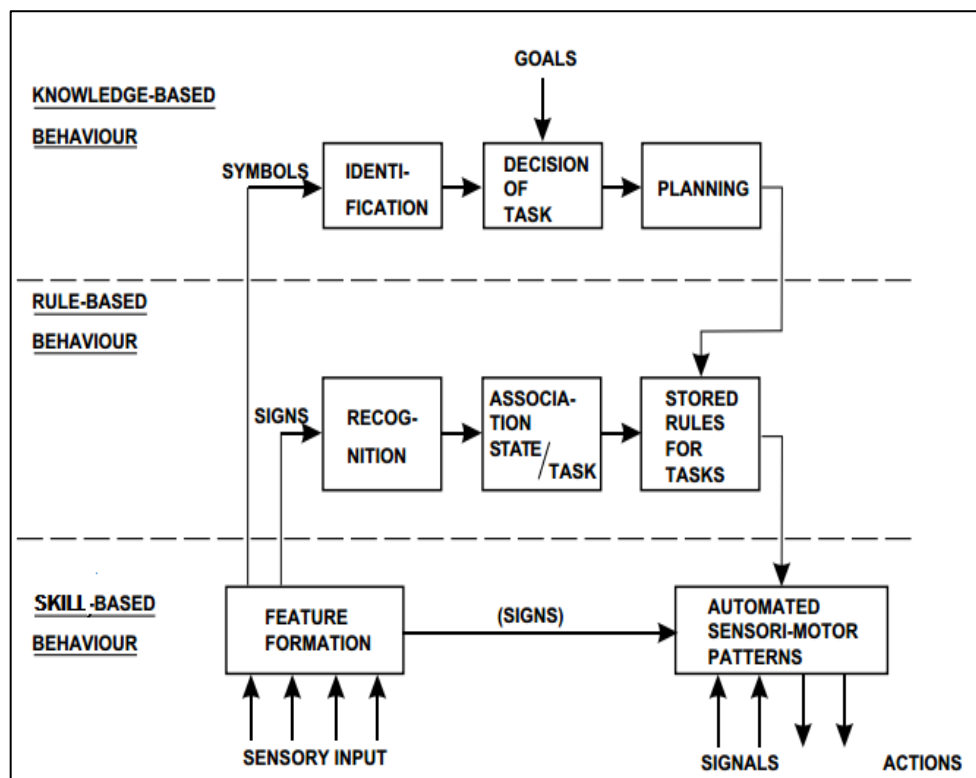 GOALS
KNOWLEDGE-BASED
BEHAVIOUR
SYMBOLS
IDENTI-
FICATION
DECISION
OF
TASK
PLANNING
RULE-BASED
BEHAVIOUR
SIGNS
RECOG-
NITION
ASSOCIA-
TION
STATE/
TASK
STORED
RULES
FOR
TASKS
SKILL-BASED
BEHAVIOUR
FEATURE
FORMATION
(SIGNS)
AUTOMATED
SENSORI-MOTOR
PATTERNS
SENSORY INPUT
SIGNALS
ACTIONS